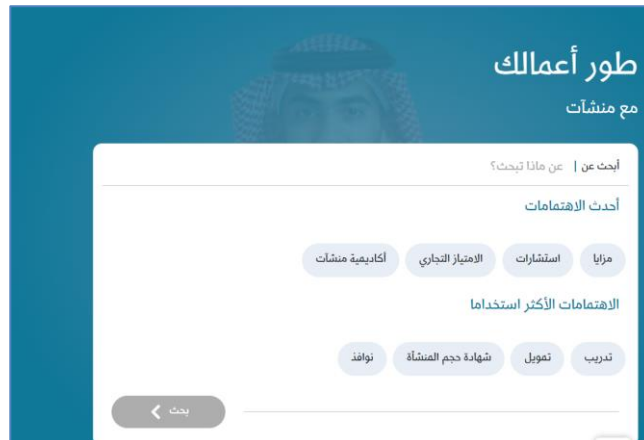 طور أعمالك
مع منشآت
أبحث عن | عن ماذا تبحث؟
أحدث الاهتمامات
مزايا استشارات الامتياز التجاري أكاديمية منشآت
الاهتمامات الأكثر استخداما
تدريب تمويل شهادة حجم المنشأة نوافذ
بحث